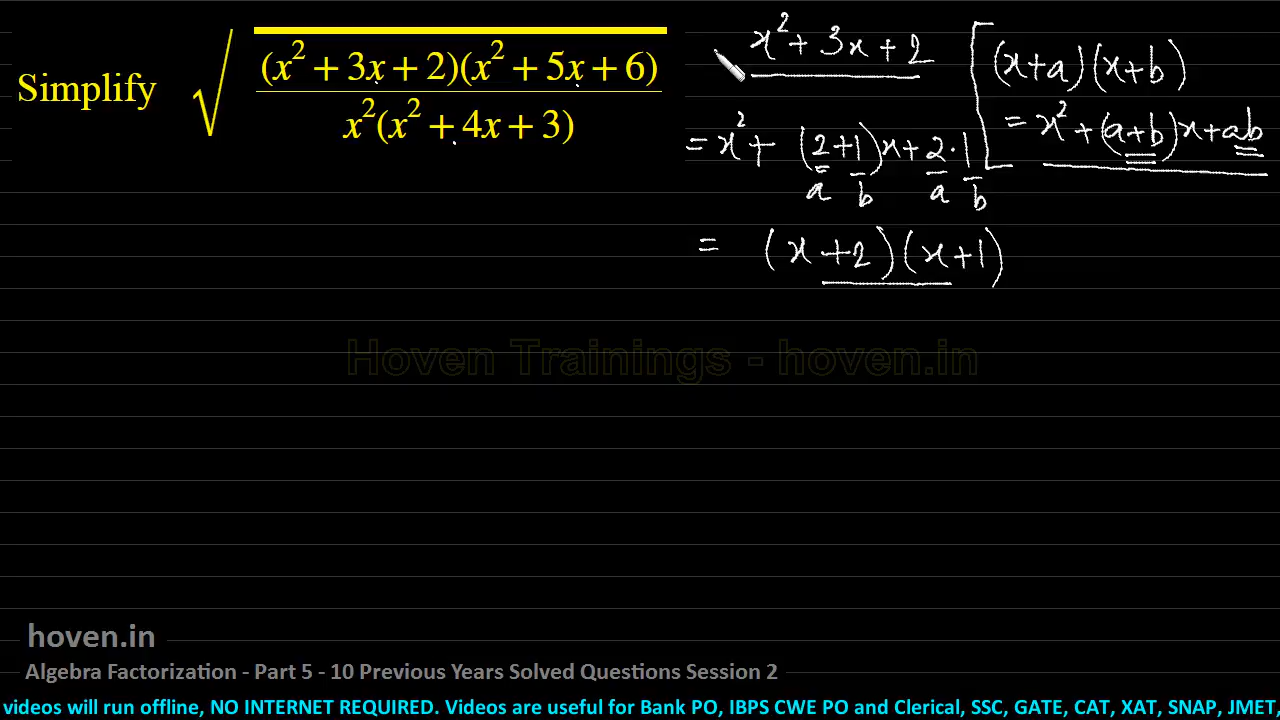 Simplify √((x²+3x+2)(x²+5x+6) / x²(x²+4x+3))
x²+3x+2
= x²+ (2+1)x+2·1
a b a b
= (x+2)(x+1)
(x+a)(x+b)
= x²+(a+b)x+ab
Hoven Trainings - hoven.in
hoven.in
Algebra Factorization - Part 5 - 10 Previous Years Solved Questions Session 2
videos will run offline, NO INTERNET REQUIRED. Videos are useful for Bank PO, IBPS CWE PO and Clerical, SSC, GATE, CAT, XAT, SNAP, JMET,